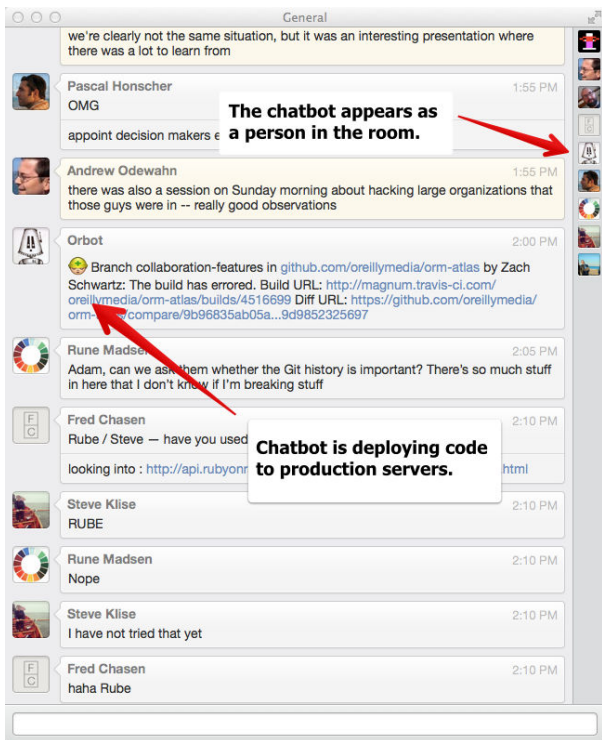 General
we're clearly not the same situation, but it was an interesting presentation where
there was a lot to learn from
Pascal Honscher
1:55 PM
OMG
appoint decision makers e
The chatbot appears as
a person in the room.
Andrew Odewahn
1:55 PM
there was also a session on Sunday morning about hacking large organizations that
those guys were in -- really good observations
Orbot
2:00 PM
Branch collaboration-features in github.com/oreillymedia/orm-atlas by Zach
Schwartz: The build has errored. Build URL: http://magnum.travis-ci.com/
oreillymedia/orm-atlas/builds/4516699 Diff URL: https://github.com/oreillymedia/
orm-atlas/compare/9b96835ab05a...9d9852325697
Rune Madsen
2:05 PM
Adam, can we ask them whether the Git history is important? There's so much stuff
in here that I don't know if I'm breaking stuff
F C
Fred Chasen
2:10 PM
Rube / Steve — have you used
looking into : http://api.rubyonr
html
Chatbot is deploying code
to production servers.
Steve Klise
2:10 PM
RUBE
Rune Madsen
2:10 PM
Nope
Steve Klise
2:10 PM
I have not tried that yet
F C
Fred Chasen
2:10 PM
haha Rube